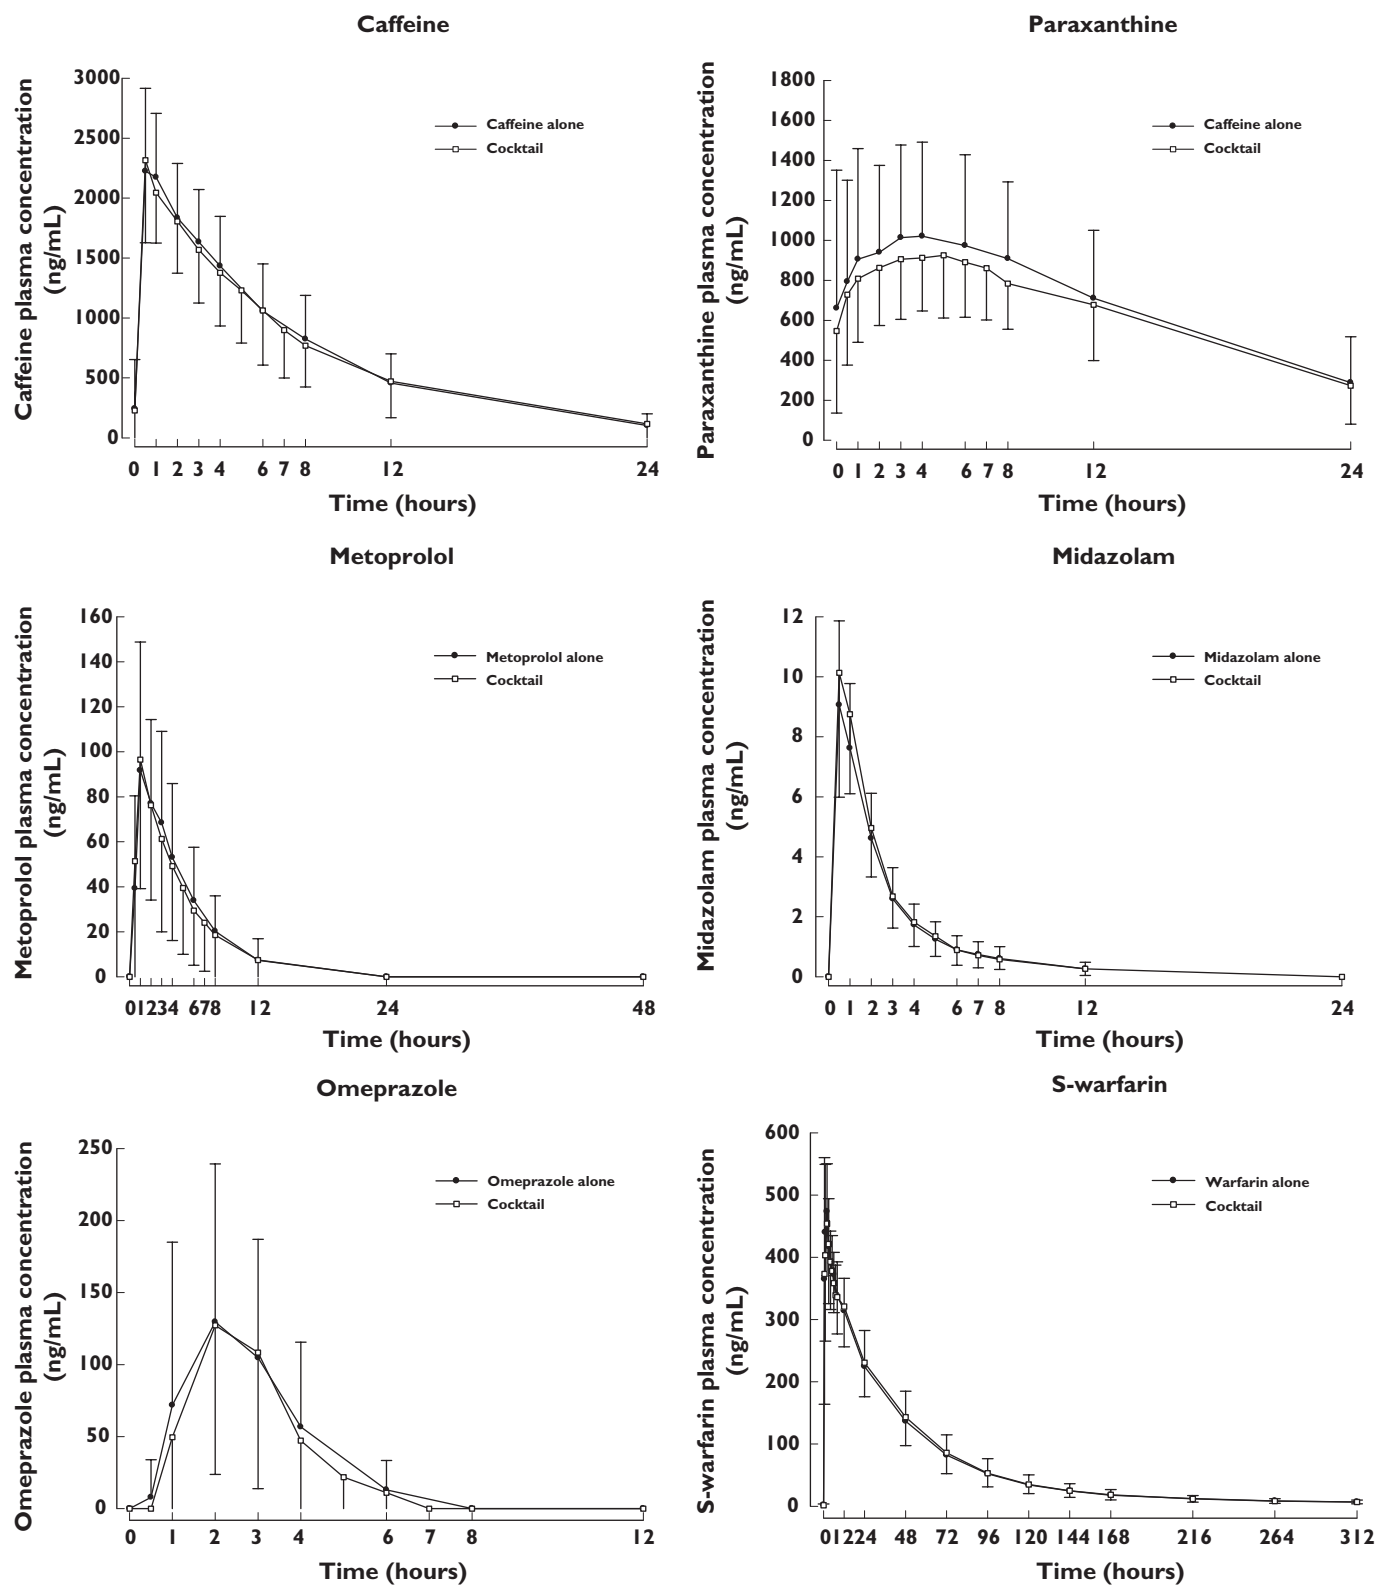 Caffeine
Caffeine plasma concentration
(ng/mL)
3000
2500
2000
1500
1000
500
0
Caffeine alone
Cocktail
0 1 2 3 4 6 7 8 12 24
Time (hours)
Paraxanthine
Paraxanthine plasma concentration
(ng/mL)
1800
1600
1400
1200
1000
800
600
400
200
0
Caffeine alone
Cocktail
0 1 2 3 4 6 7 8 12 24
Time (hours)
Metoprolol
Metoprolol plasma concentration
(ng/mL)
160
140
120
100
80
60
40
20
0
Metoprolol alone
Cocktail
01234 678 12 24 48
Time (hours)
Midazolam
Midazolam plasma concentration
(ng/mL)
12
10
8
6
4
2
0
Midazolam alone
Cocktail
0 1 2 3 4 6 7 8 12 24
Time (hours)
Omeprazole
Omeprazole plasma concentration
(ng/mL)
250
200
150
100
50
0
Omeprazole alone
Cocktail
0 1 2 3 4 6 7 8 12
Time (hours)
S-warfarin
S-warfarin plasma concentration
(ng/mL)
600
500
400
300
200
100
0
Warfarin alone
Cocktail
01224 48 72 96 120 144 168 216 264 312
Time (hours)